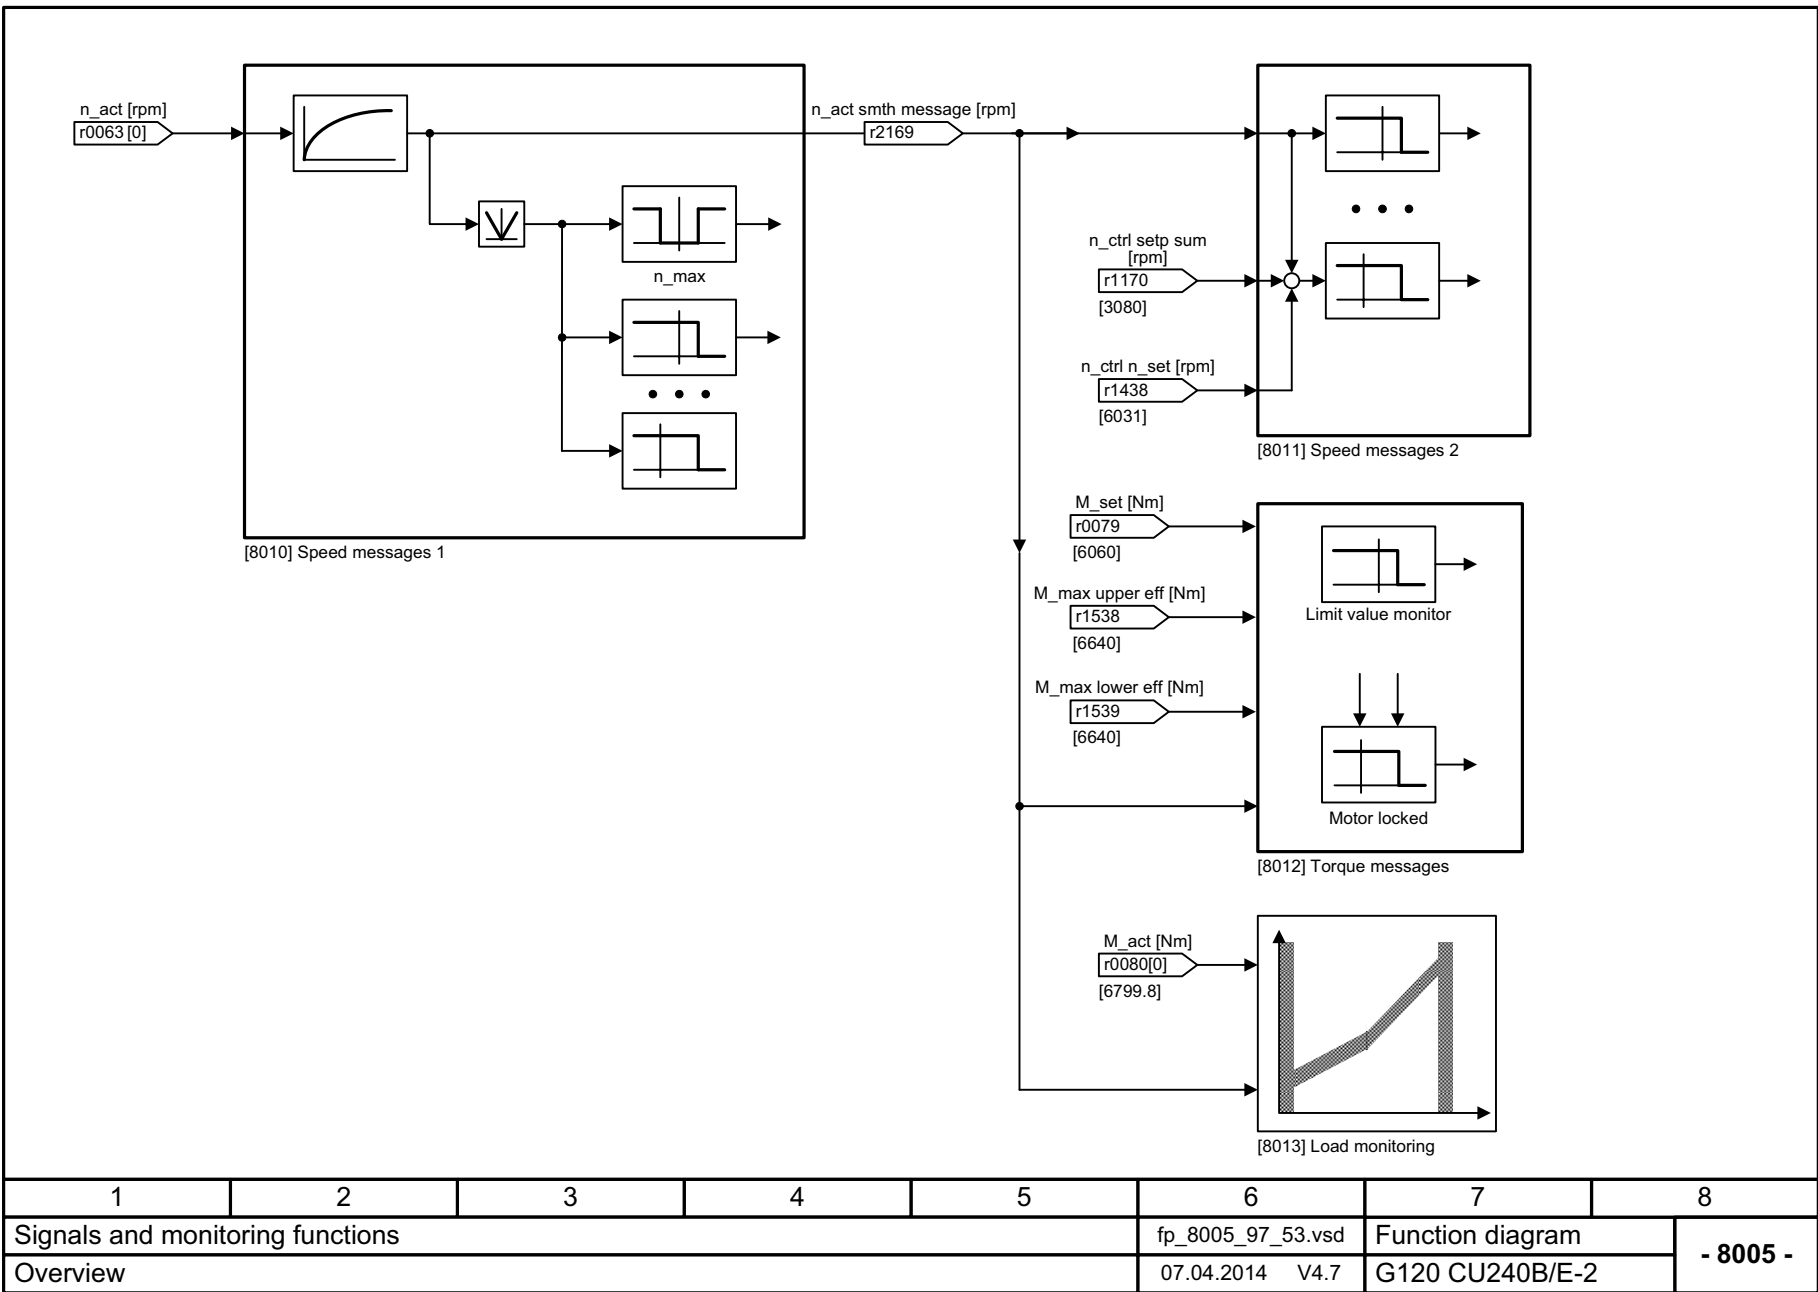 n_act [rpm]
r0063 [0]
n_max
[8010] Speed messages 1
n_act smth message [rpm]
r2169
n_ctrl setp sum
[rpm]
r1170
[3080]
n_ctrl n_set [rpm]
r1438
[6031]
[8011] Speed messages 2
M_set [Nm]
r0079
[6060]
M_max upper eff [Nm]
r1538
[6640]
M_max lower eff [Nm]
r1539
[6640]
Limit value monitor
Motor locked
[8012] Torque messages
M_act [Nm]
r0080[0]
[6799.8]
[8013] Load monitoring
1 2 3 4 5 6 7 8
Signals and monitoring functions
fp_8005_97_53.vsd
Function diagram
- 8005 -
Overview
07.04.2014 V4.7
G120 CU240B/E-2